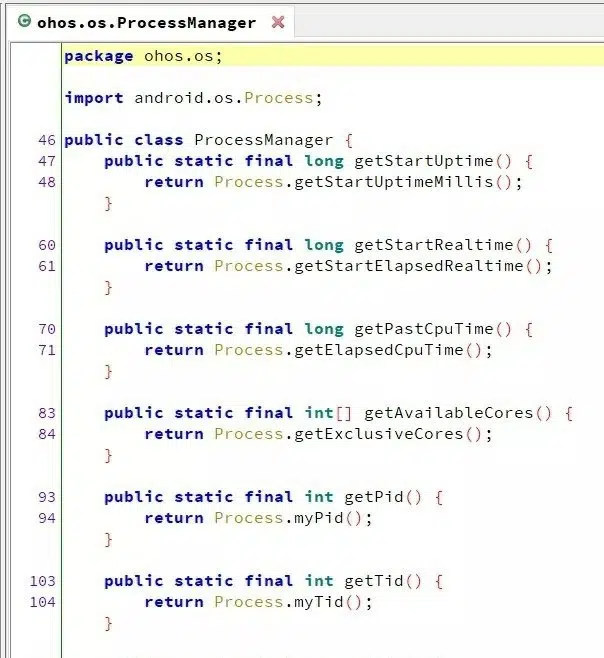 ohos.os.ProcessManager
package ohos.os;
import android.os.Process;
46 public class ProcessManager {
47 public static final long getStartUptime() {
48 return Process.getStartUptimeMillis();
}
60 public static final long getStartRealtime() {
61 return Process.getStartElapsedRealtime();
}
70 public static final long getPastCpuTime() {
71 return Process.getElapsedCpuTime();
}
83 public static final int[] getAvailableCores() {
84 return Process.getExclusiveCores();
}
93 public static final int getPid() {
94 return Process.myPid();
}
103 public static final int getTid() {
104 return Process.myTid();
}